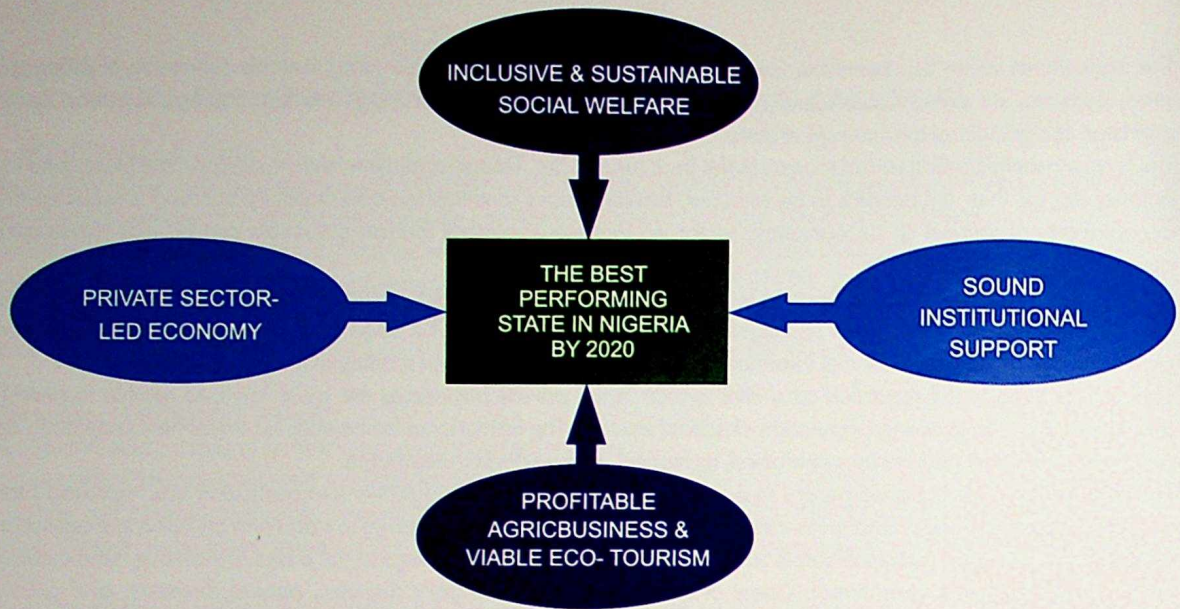 INCLUSIVE & SUSTAINABLE
SOCIAL WELFARE
PRIVATE SECTOR-
LED ECONOMY
THE BEST
PERFORMING
STATE IN NIGERIA
BY 2020
SOUND
INSTITUTIONAL
SUPPORT
PROFITABLE
AGRICBUSINESS &
VIABLE ECO- TOURISM